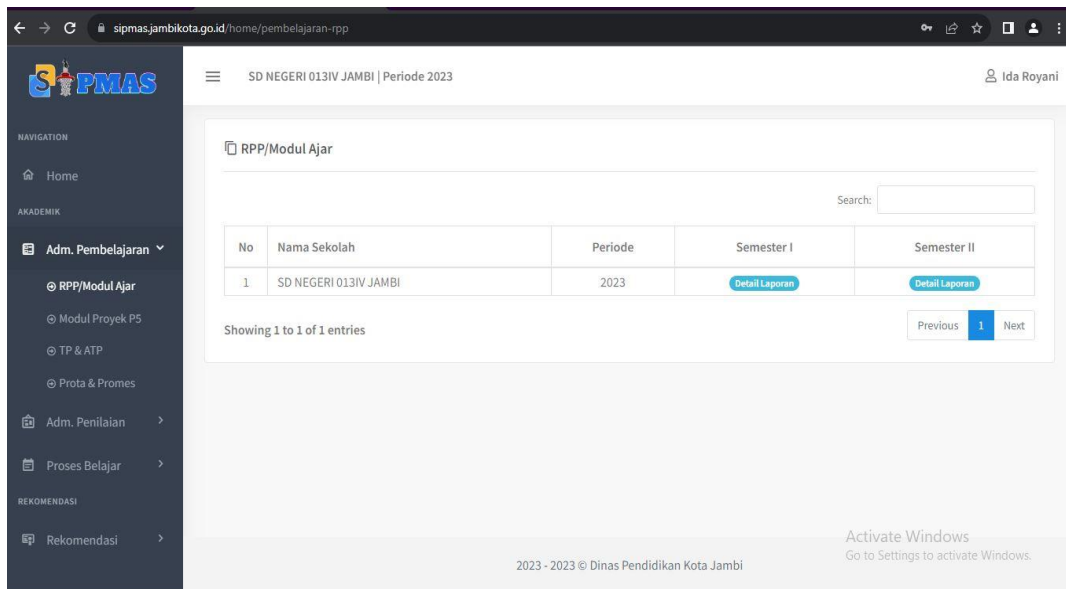 sipmas.jambikota.go.id/home/pembelajaran-rpp
SIPMAS
SD NEGERI 013IV JAMBI | Periode 2023
Ida Royani
NAVIGATION
Home
AKADEMIK
Adm. Pembelajaran
RPP/Modul Ajar
Modul Proyek P5
TP & ATP
Prota & Promes
Adm. Penilaian
Proses Belajar
REKOMENDASI
Rekomendasi
RPP/Modul Ajar
Search:
No Nama Sekolah Periode Semester I Semester II
1 SD NEGERI 013IV JAMBI 2023 Detail Laporan Detail Laporan
Showing 1 to 1 of 1 entries
Previous 1 Next
Activate Windows
Go to Settings to activate Windows.
2023 - 2023 © Dinas Pendidikan Kota Jambi